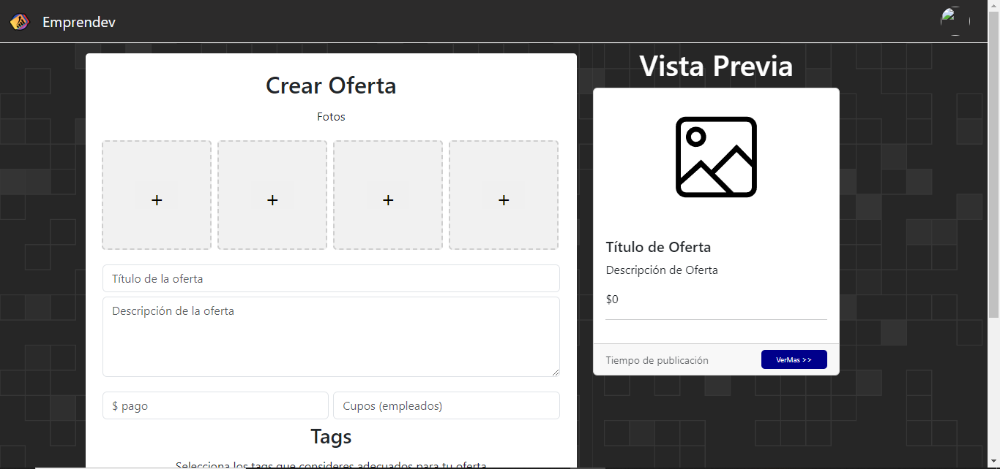 Emprendev
Crear Oferta
Fotos
+ + + +
Título de la oferta
Descripción de la oferta
$ pago
Cupos (empleados)
Tags
Selecciona los tags que consideres adecuados para tu oferta
Vista Previa
Título de Oferta
Descripción de Oferta
$0
Tiempo de publicación
VerMas >>